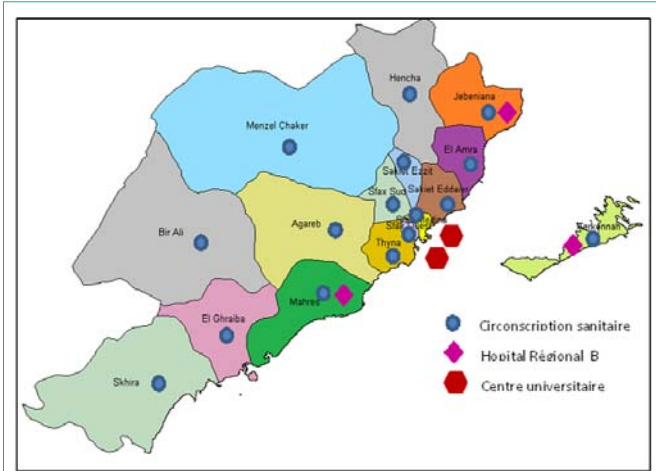 Hencha
Jebeniana
Menzel Chaker
El Amra
Sakiet Ezzit
Sfax Sud
Sakiet Eddaier
Bir Ali
Agareb
Thyna
Kerkennah
Mahres
El Ghraiba
Skhira
Circonscription sanitaire
Hopital Régional B
Centre universitaire